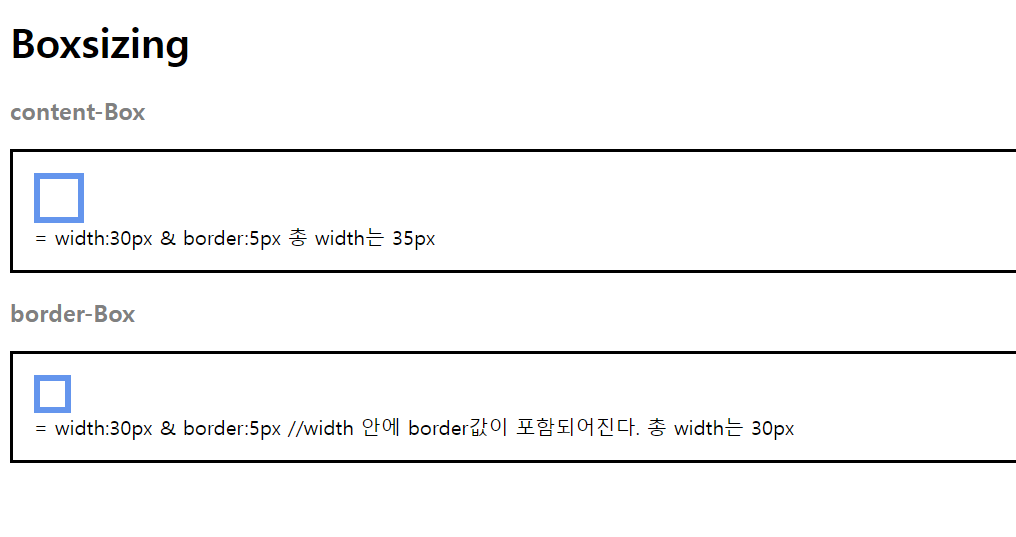 Boxsizing
content-Box
= width:30px & border:5px 총 width는 35px
border-Box
= width:30px & border:5px //width 안에 border값이 포함되어진다. 총 width는 30px